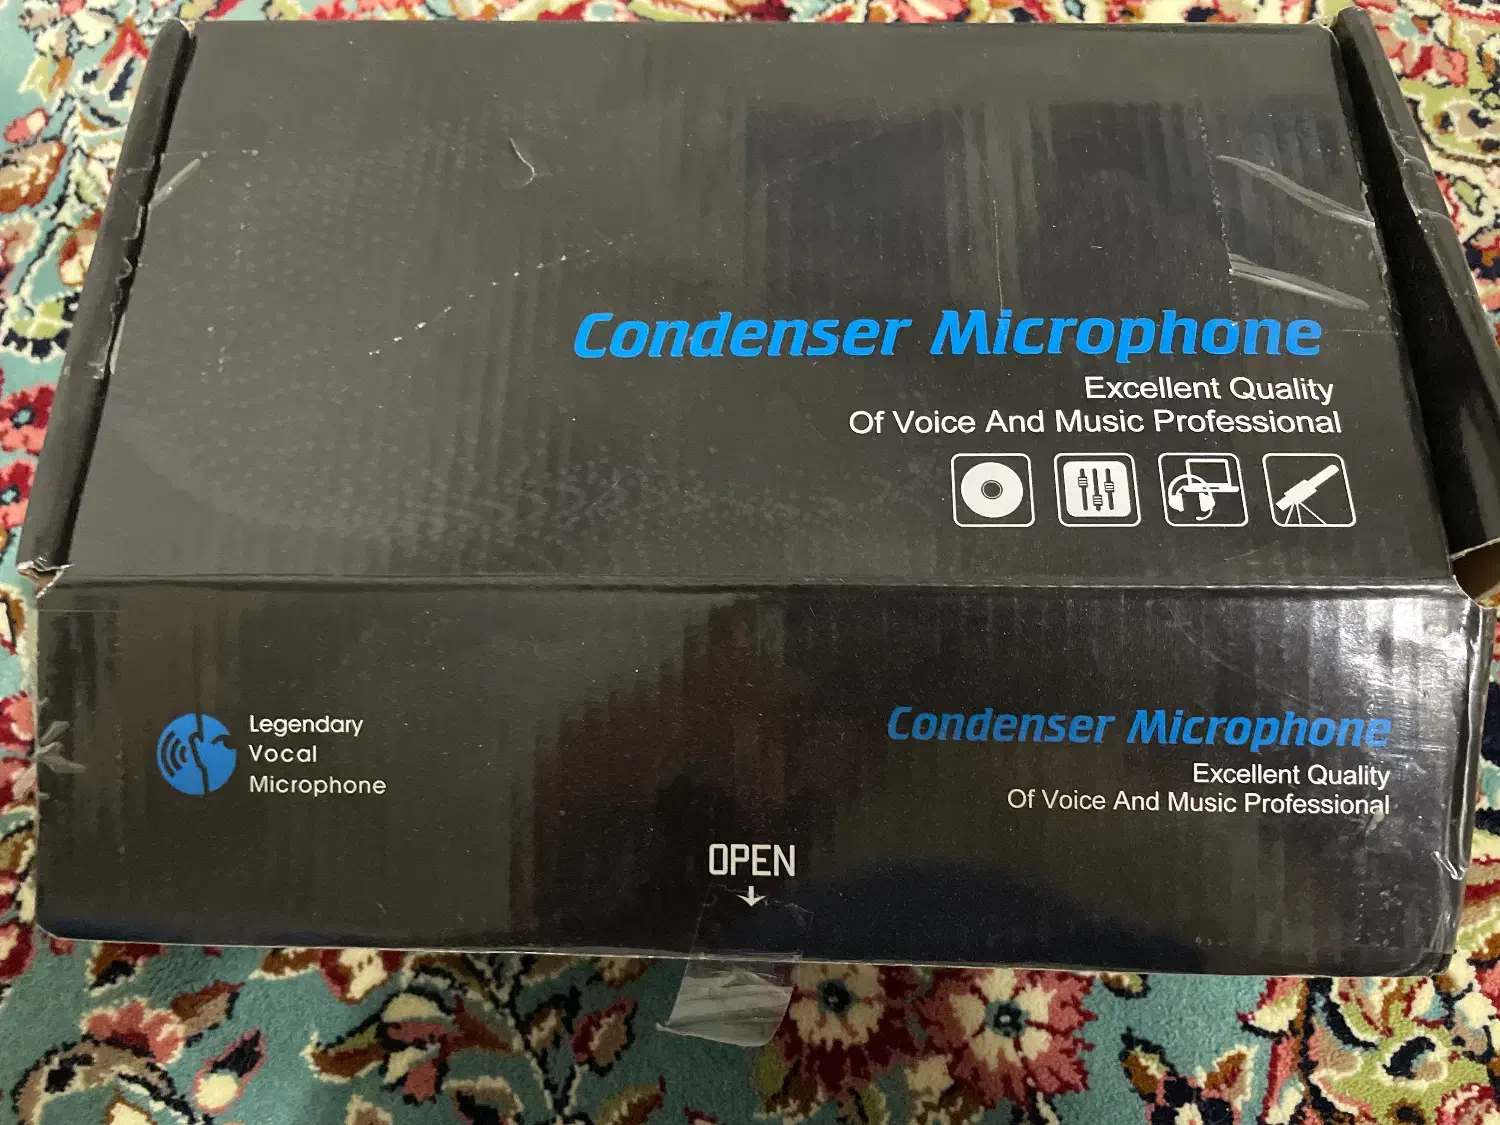 Condenser Microphone
Excellent Quality
Of Voice And Music Professional
Legendary
Vocal
Microphone
Condenser Microphone
Excellent Quality
Of Voice And Music Professional
OPEN